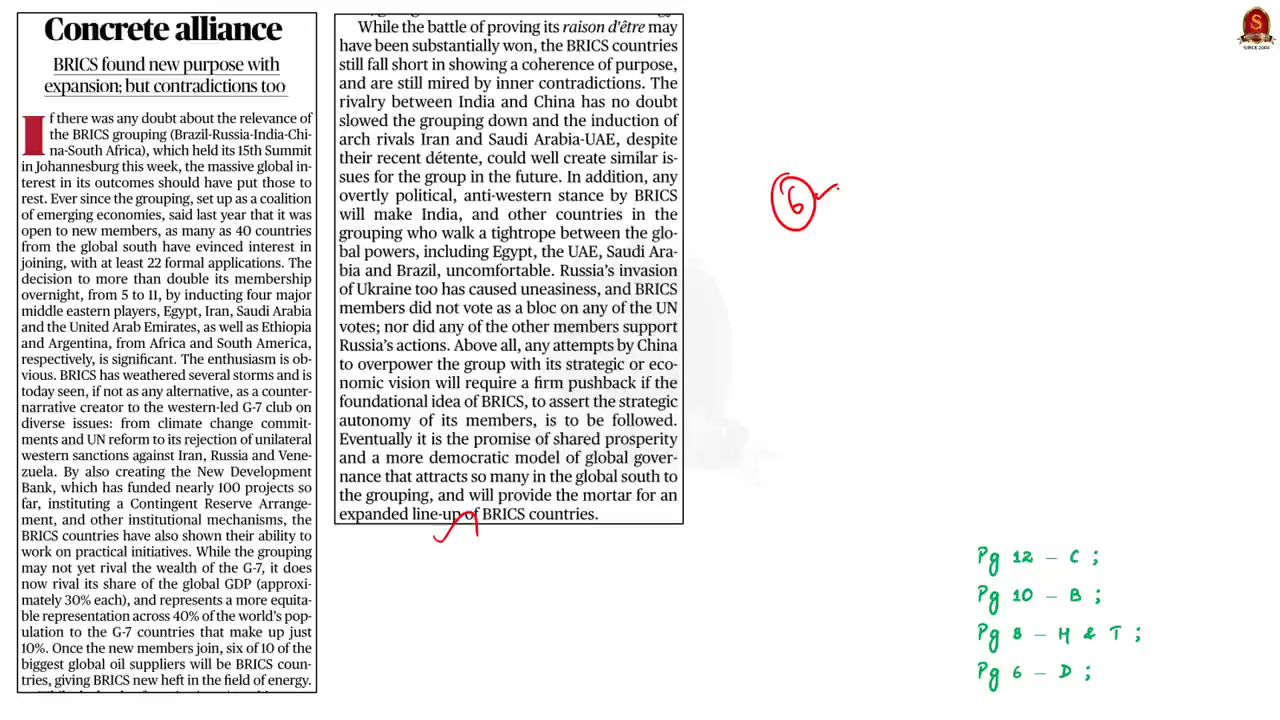 Concrete alliance
BRICS found new purpose with
expansion; but contradictions too
If there was any doubt about the relevance of
the BRICS grouping (Brazil-Russia-India-Chi-
na-South Africa), which held its 15th Summit
in Johannesburg this week, the massive global in-
terest in its outcomes should have put those to
rest. Ever since the grouping, set up as a coalition
of emerging economies, said last year that it was
open to new members, as many as 40 countries
from the global south have evinced interest in
joining, with at least 22 formal applications. The
decision to more than double its membership
overnight, from 5 to 11, by inducting four major
middle eastern players, Egypt, Iran, Saudi Arabia
and the United Arab Emirates, as well as Ethiopia
and Argentina, from Africa and South America,
respectively, is significant. The enthusiasm is ob-
vious. BRICS has weathered several storms and is
today seen, if not as any alternative, as a counter-
narrative creator to the western-led G-7 club on
diverse issues: from climate change commit-
ments and UN reform to its rejection of unilateral
western sanctions against Iran, Russia and Vene-
zuela. By also creating the New Development
Bank, which has funded nearly 100 projects so
far, instituting a Contingent Reserve Arrange-
ment, and other institutional mechanisms, the
BRICS countries have also shown their ability to
work on practical initiatives. While the grouping
may not yet rival the wealth of the G-7, it does
now rival its share of the global GDP (approxi-
mately 30% each), and represents a more equita-
ble representation across 40% of the world's pop-
ulation to the G-7 countries that make up just
10%. Once the new members join, six of 10 of the
biggest global oil suppliers will be BRICS coun-
tries, giving BRICS new heft in the field of energy.
While the battle of proving its raison d'être may
have been substantially won, the BRICS countries
still fall short in showing a coherence of purpose,
and are still mired by inner contradictions. The
rivalry between India and China has no doubt
slowed the grouping down and the induction of
arch rivals Iran and Saudi Arabia-UAE, despite
their recent détente, could well create similar is-
sues for the group in the future. In addition, any
overtly political, anti-western stance by BRICS
will make India, and other countries in the
grouping who walk a tightrope between the glo-
bal powers, including Egypt, the UAE, Saudi Ara-
bia and Brazil, uncomfortable. Russia's invasion
of Ukraine too has caused uneasiness, and BRICS
members did not vote as a bloc on any of the UN
votes; nor did any of the other members support
Russia's actions. Above all, any attempts by China
to overpower the group with its strategic or eco-
nomic vision will require a firm pushback if the
foundational idea of BRICS, to assert the strategic
autonomy of its members, is to be followed.
Eventually it is the promise of shared prosperity
and a more democratic model of global gover-
nance that attracts so many in the global south to
the grouping, and will provide the mortar for an
expanded line-up of BRICS countries.
6
Pg 12 – C ;
Pg 10 – B ;
Pg 8 – H & T ;
Pg 6 – D ;
S
SINCE 2004